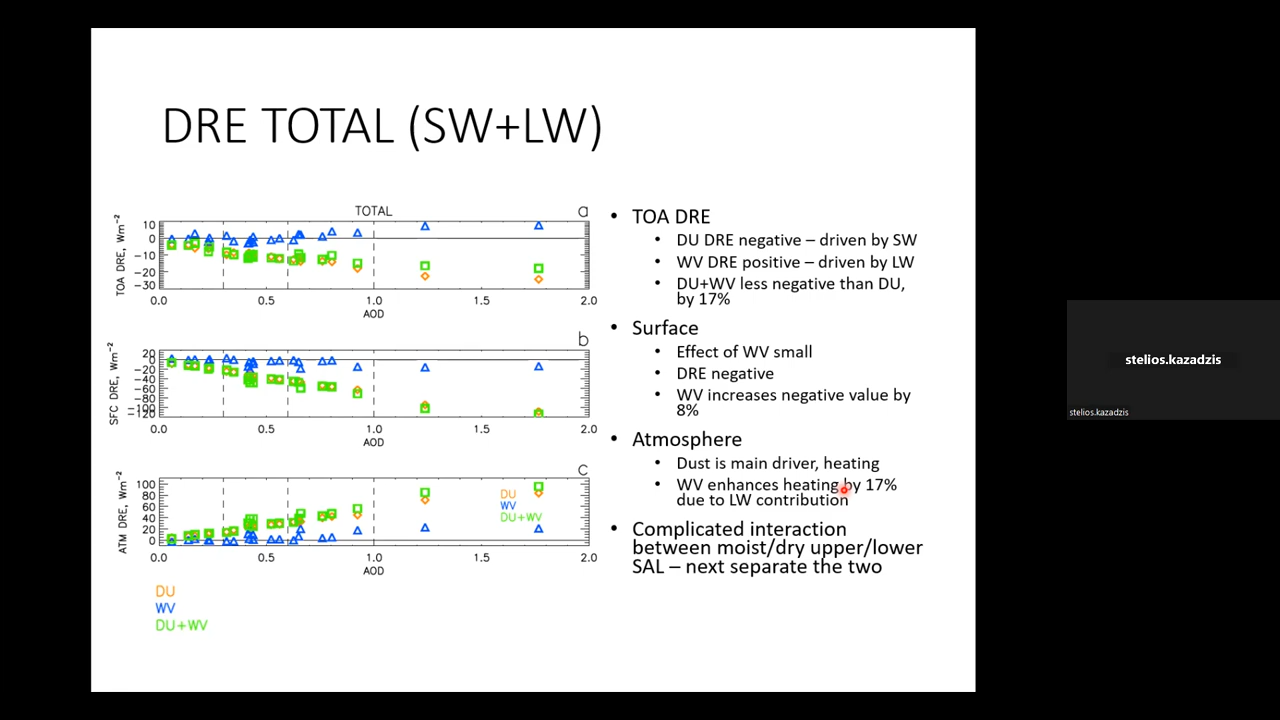 DRE TOTAL (SW+LW)
TOTAL
a
TOA DRE, Wm⁻²
10
0
−10
−20
−30
0.0 0.5 1.0 1.5 2.0
AOD
b
SFC DRE, Wm⁻²
20
0
−20
−40
−60
−80
−100
−120
0.0 0.5 1.0 1.5 2.0
AOD
c
ATM DRE, Wm⁻²
100
80
60
40
20
0
DU
WV
DU+WV
0.0 0.5 1.0 1.5 2.0
AOD
DU
WV
DU+WV
• TOA DRE
• DU DRE negative – driven by SW
• WV DRE positive – driven by LW
• DU+WV less negative than DU,
by 17%
• Surface
• Effect of WV small
• DRE negative
• WV increases negative value by
8%
• Atmosphere
• Dust is main driver, heating
• WV enhances heating by 17%
due to LW contribution
• Complicated interaction
between moist/dry upper/lower
SAL – next separate the two
stelios.kazadzis
stelios.kazadzis